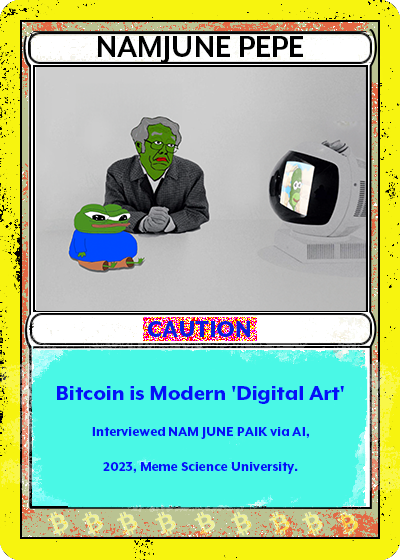 NAMJUNE PEPE
CAUTION
Bitcoin is Modern 'Digital Art'
Interviewed NAM JUNE PAIK via AI,
2023, Meme Science University.